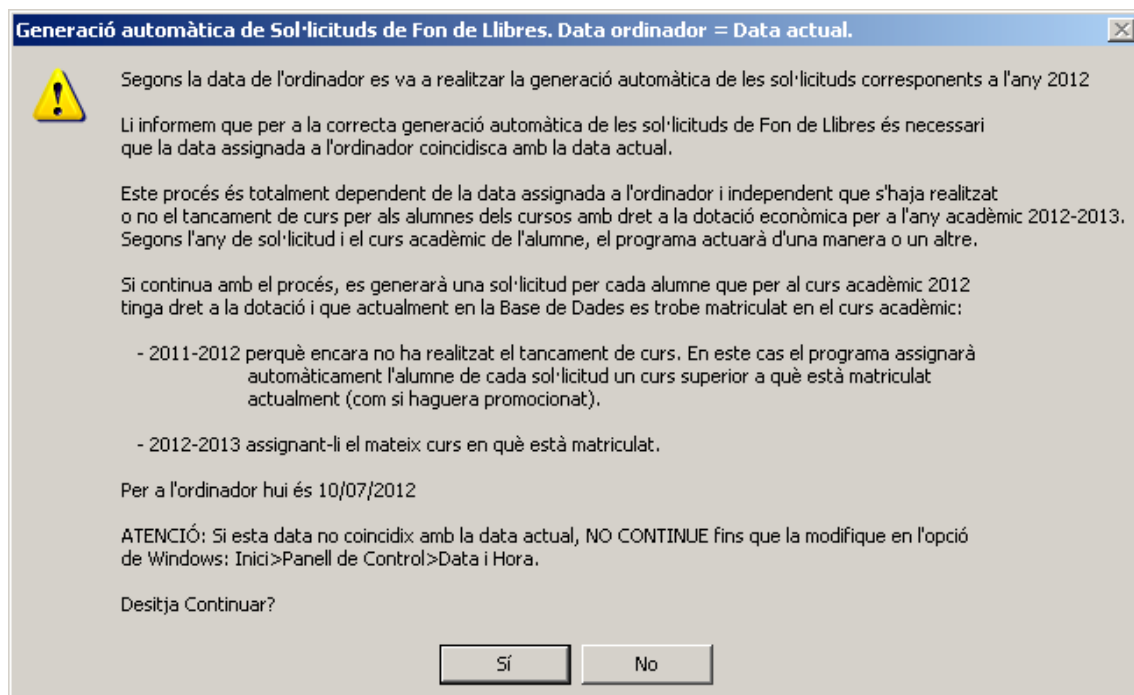 Generació automàtica de Sol·licituds de Fon de Llibres. Data ordinador = Data actual.
Segons la data de l'ordinador es va a realitzar la generació automàtica de les sol·licituds corresponents a l'any 2012
Li informem que per a la correcta generació automàtica de les sol·licituds de Fon de Llibres és necessari
que la data assignada a l'ordinador coincidisca amb la data actual.
Este procés és totalment dependent de la data assignada a l'ordinador i independent que s'haja realitzat
o no el tancament de curs per als alumnes dels cursos amb dret a la dotació econòmica per a l'any acadèmic 2012-2013.
Segons l'any de sol·licitud i el curs acadèmic de l'alumne, el programa actuarà d'una manera o un altre.
Si continua amb el procés, es generarà una sol·licitud per cada alumne que per al curs acadèmic 2012
tinga dret a la dotació i que actualment en la Base de Dades es trobe matriculat en el curs acadèmic:
- 2011-2012 perquè encara no ha realitzat el tancament de curs. En este cas el programa assignarà
automàticament l'alumne de cada sol·licitud un curs superior a què està matriculat
actualment (com si haguera promocionat).
- 2012-2013 assignant-li el mateix curs en què està matriculat.
Per a l'ordinador hui és 10/07/2012
ATENCIÓ: Si esta data no coincidix amb la data actual, NO CONTINUE fins que la modifique en l'opció
de Windows: Inici>Panell de Control>Data i Hora.
Desitja Continuar?
Sí
No